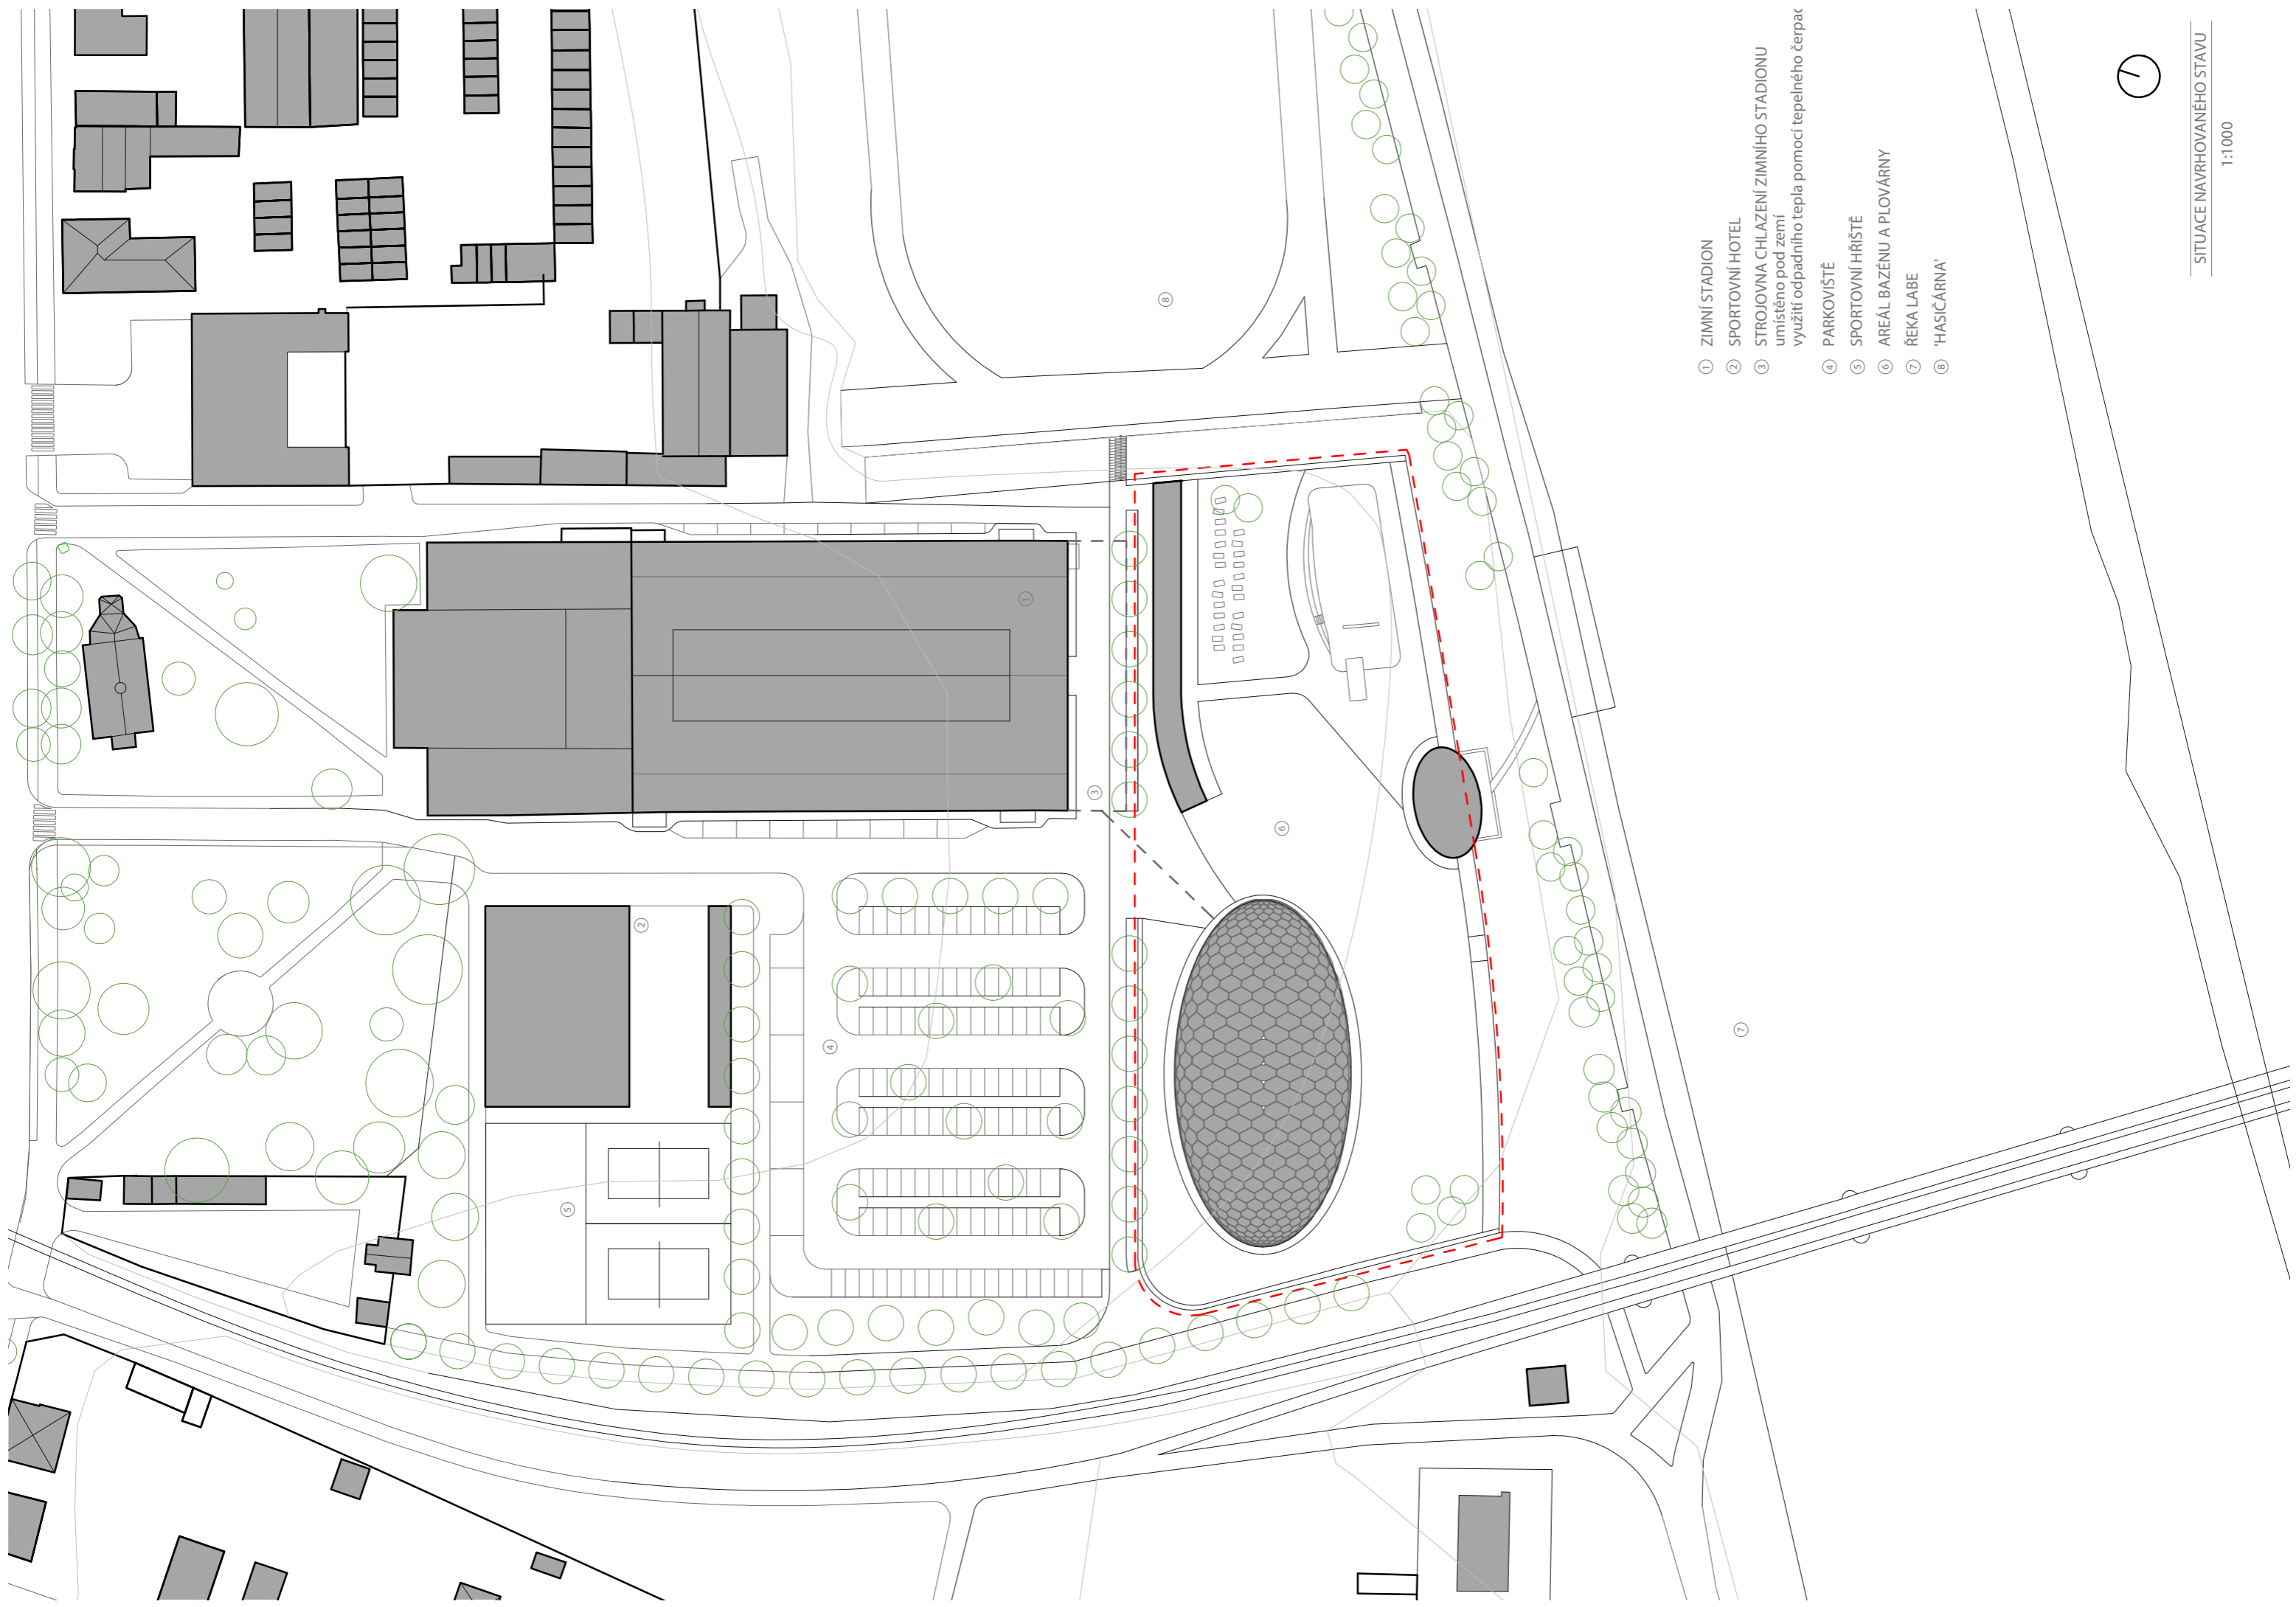 ① ZIMNÍ STADION
② SPORTOVNÍ HOTEL
③ STROJOVNA CHLAZENÍ ZIMNÍHO STADIONU
umístěno pod zemí
využití odpadního tepla pomocí tepelného čerpac
④ PARKOVIŠTĚ
⑤ SPORTOVNÍ HŘIŠTĚ
⑥ AREÁL BAZÉNU A PLOVÁRNY
⑦ ŘEKA LABE
⑧ 'HASIČÁRNA'
SITUACE NAVRHOVANÉHO STAVU
1:1000
⑧
①
③
②
⑥
④
⑦
⑤